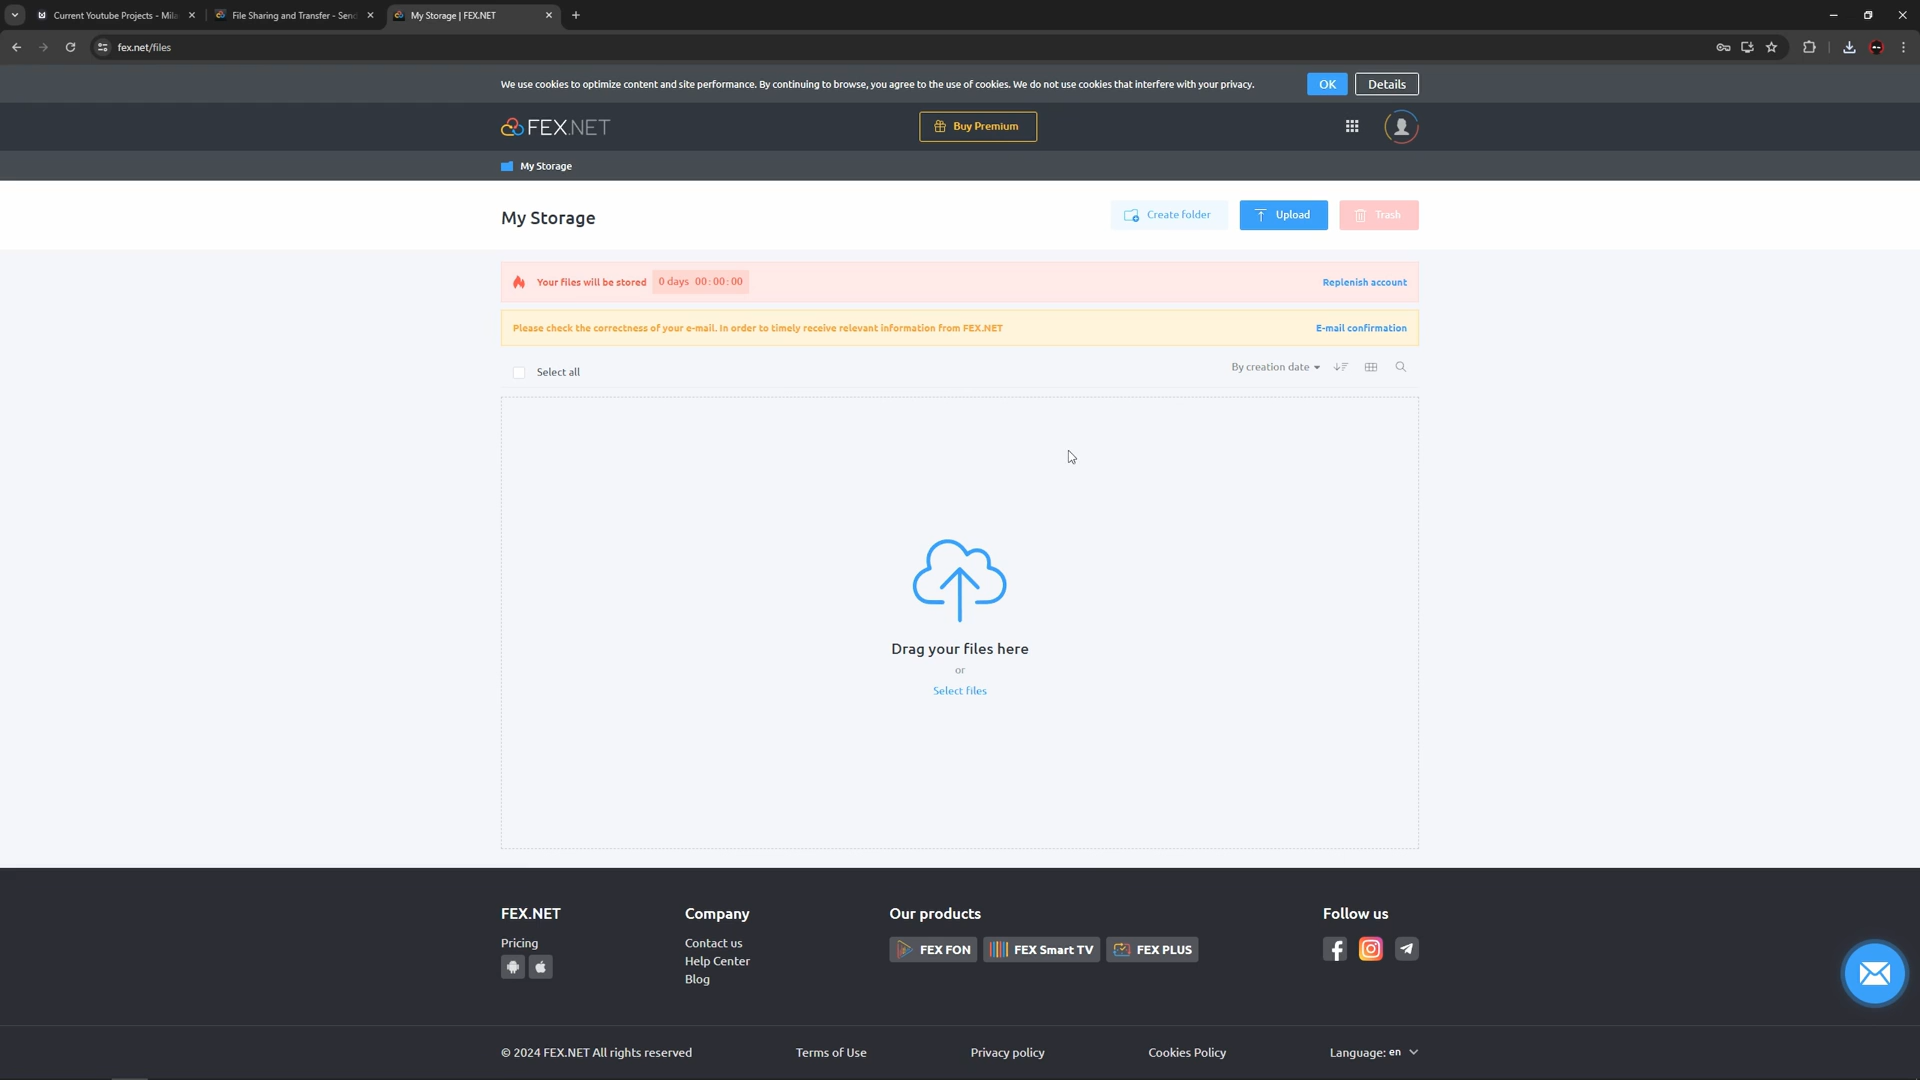 Current Youtube Projects - Mila
File Sharing and Transfer - Send
My Storage | FEX.NET
fex.net/files
We use cookies to optimize content and site performance. By continuing to browse, you agree to the use of cookies. We do not use cookies that interfere with your privacy.
OK
Details
FEX.NET
Buy Premium
My Storage
My Storage
Create folder
Upload
Trash
Your files will be stored 0 days 00:00:00
Replenish account
Please check the correctness of your e-mail. In order to timely receive relevant information from FEX.NET
E-mail confirmation
Select all
By creation date
Drag your files here
or
Select files
FEX.NET
Pricing
Company
Contact us
Help Center
Blog
Our products
FEX FON
FEX Smart TV
FEX PLUS
Follow us
© 2024 FEX.NET All rights reserved
Terms of Use
Privacy policy
Cookies Policy
Language: en